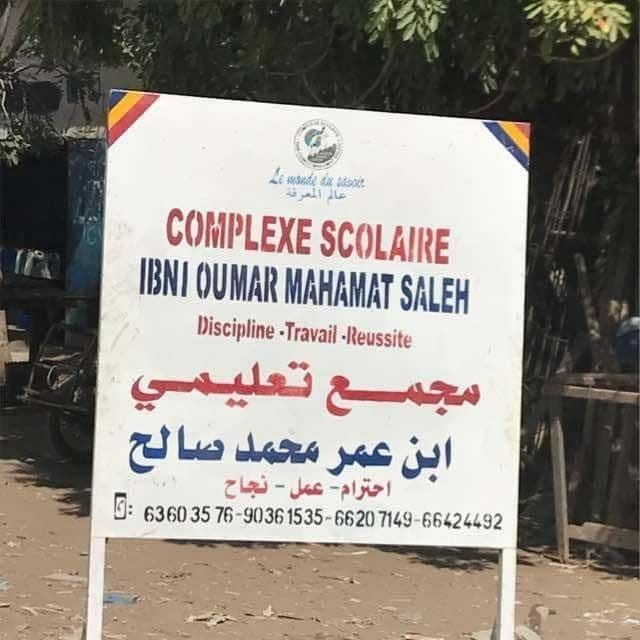 Le monde du savoir
عالم المعرفة
COMPLEXE SCOLAIRE
IBNI OUMAR MAHAMAT SALEH
Discipline -Travail -Reussite
مجمع تعليمي
ابن عمر محمد صالح
احترام - عمل - نجاح
: 63603576-90361535-66207149-66424492